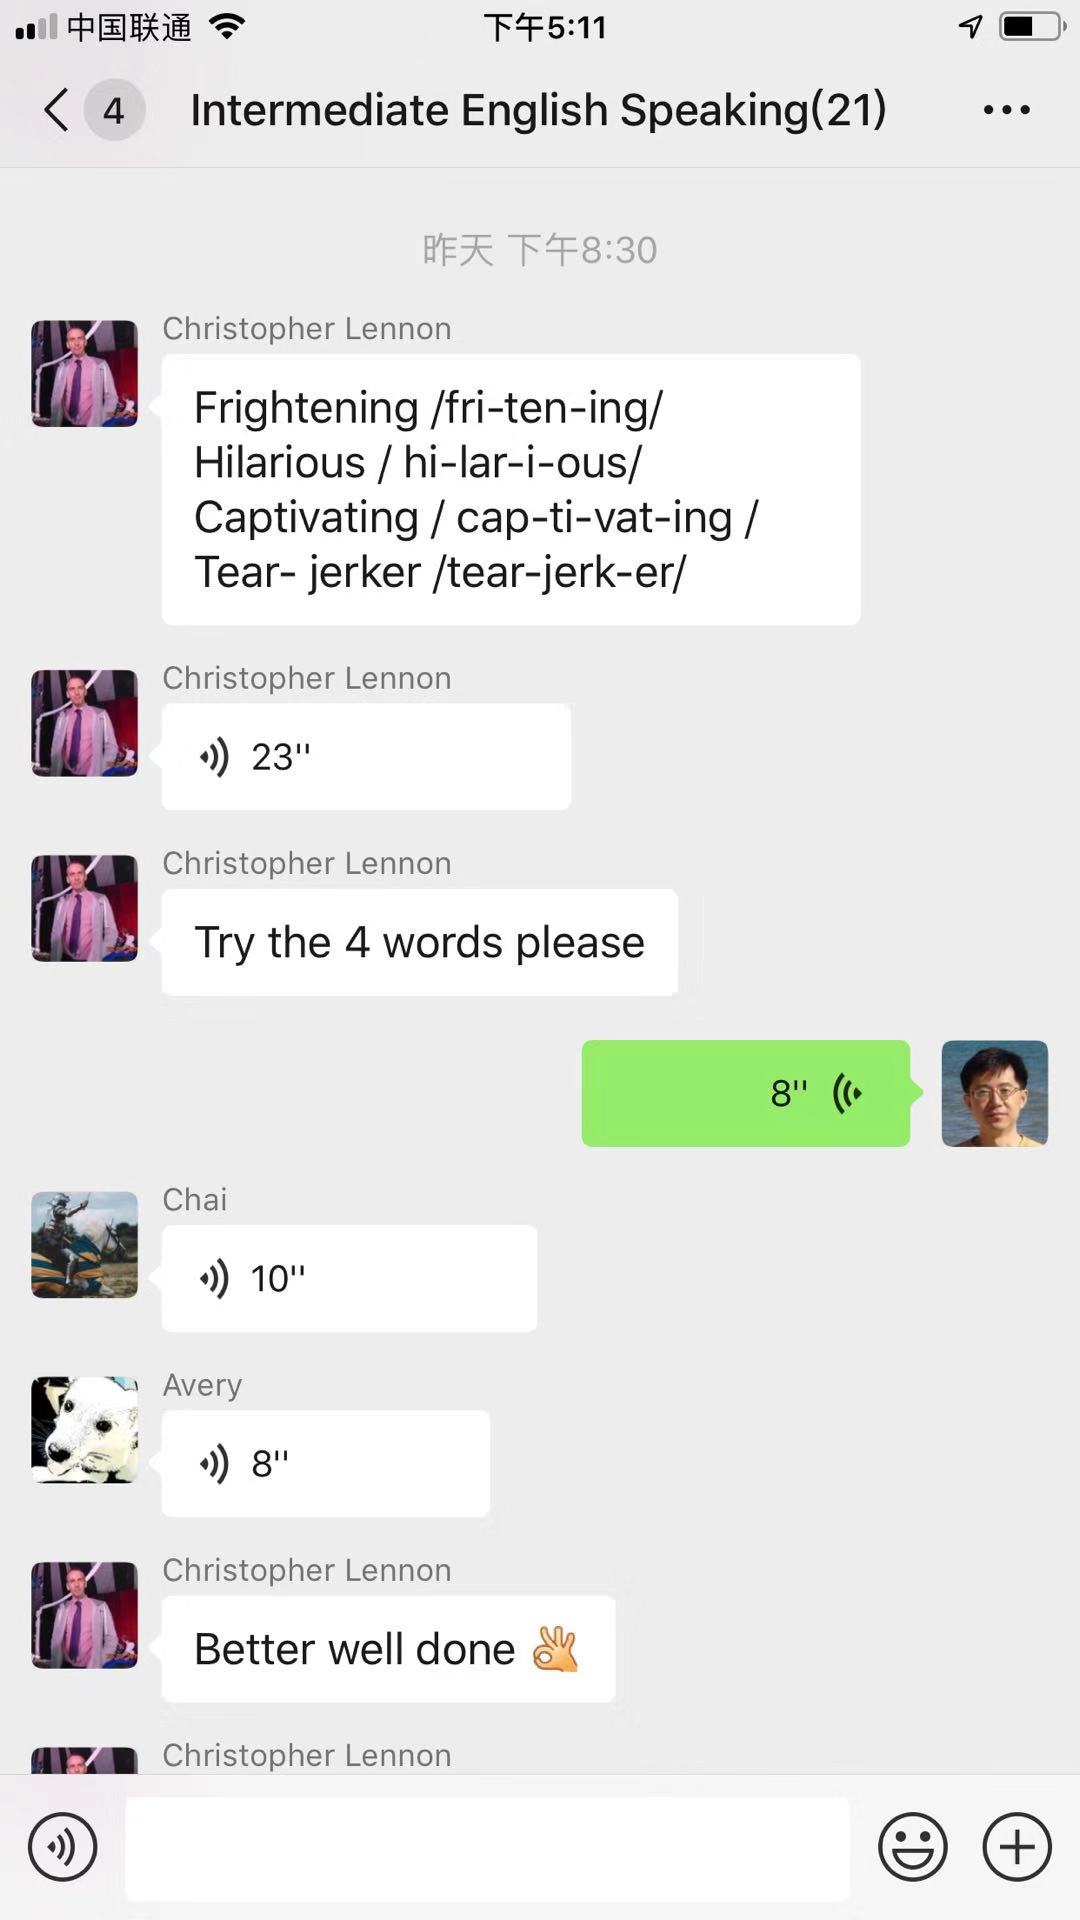 中国联通 下午5:11
4 Intermediate English Speaking(21)
昨天 下午8:30
Christopher Lennon
Frightening /fri-ten-ing/
Hilarious / hi-lar-i-ous/
Captivating / cap-ti-vat-ing /
Tear- jerker /tear-jerk-er/
Christopher Lennon
23''
Christopher Lennon
Try the 4 words please
8''
Chai
10''
Avery
8''
Christopher Lennon
Better well done 👌
Christopher Lennon